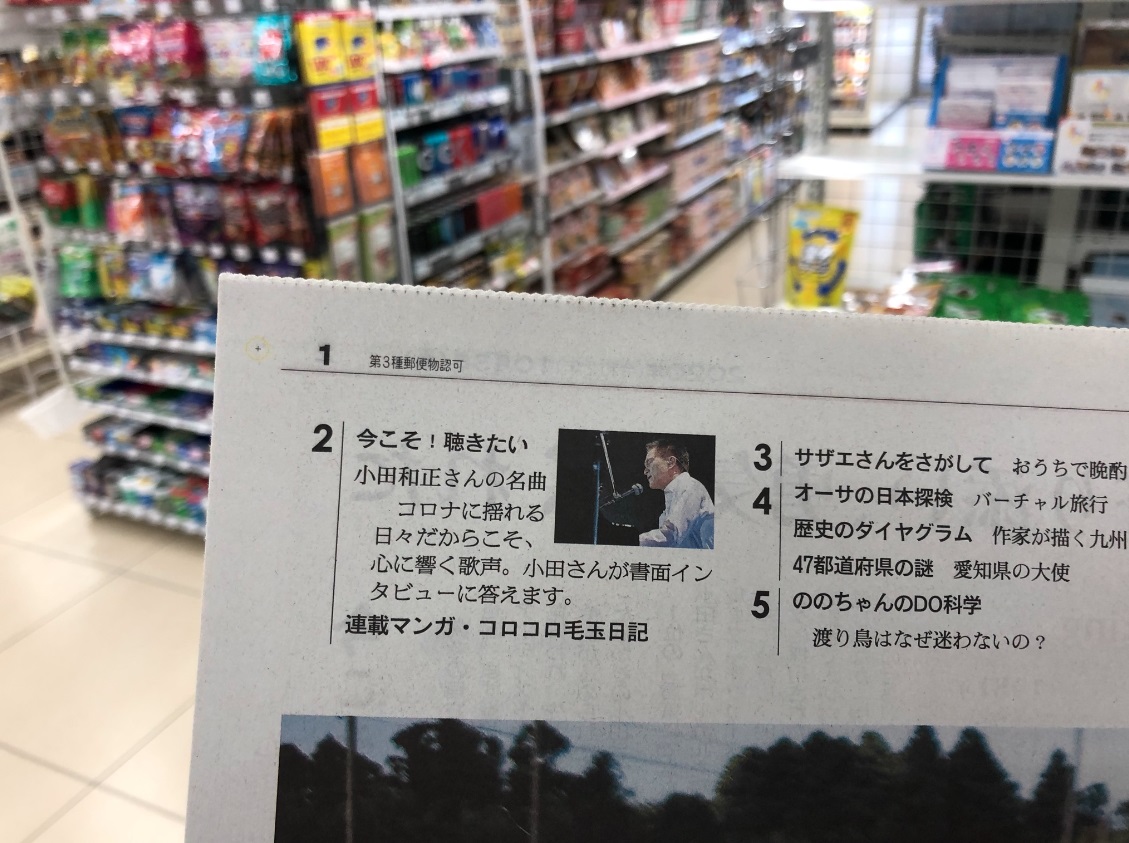 1 第3種郵便物認可
2 今こそ！聴きたい
小田和正さんの名曲
コロナに揺れる
日々だからこそ、
心に響く歌声。小田さんが書面イン
タビューに答えます。
連載マンガ・コロコロ毛玉日記
3 サザエさんをさがして おうちで晩酌
4 オーサの日本探検 バーチャル旅行
歴史のダイヤグラム 作家が描く九州
47都道府県の謎 愛知県の大使
5 ののちゃんのDO科学
渡り鳥はなぜ迷わないの？